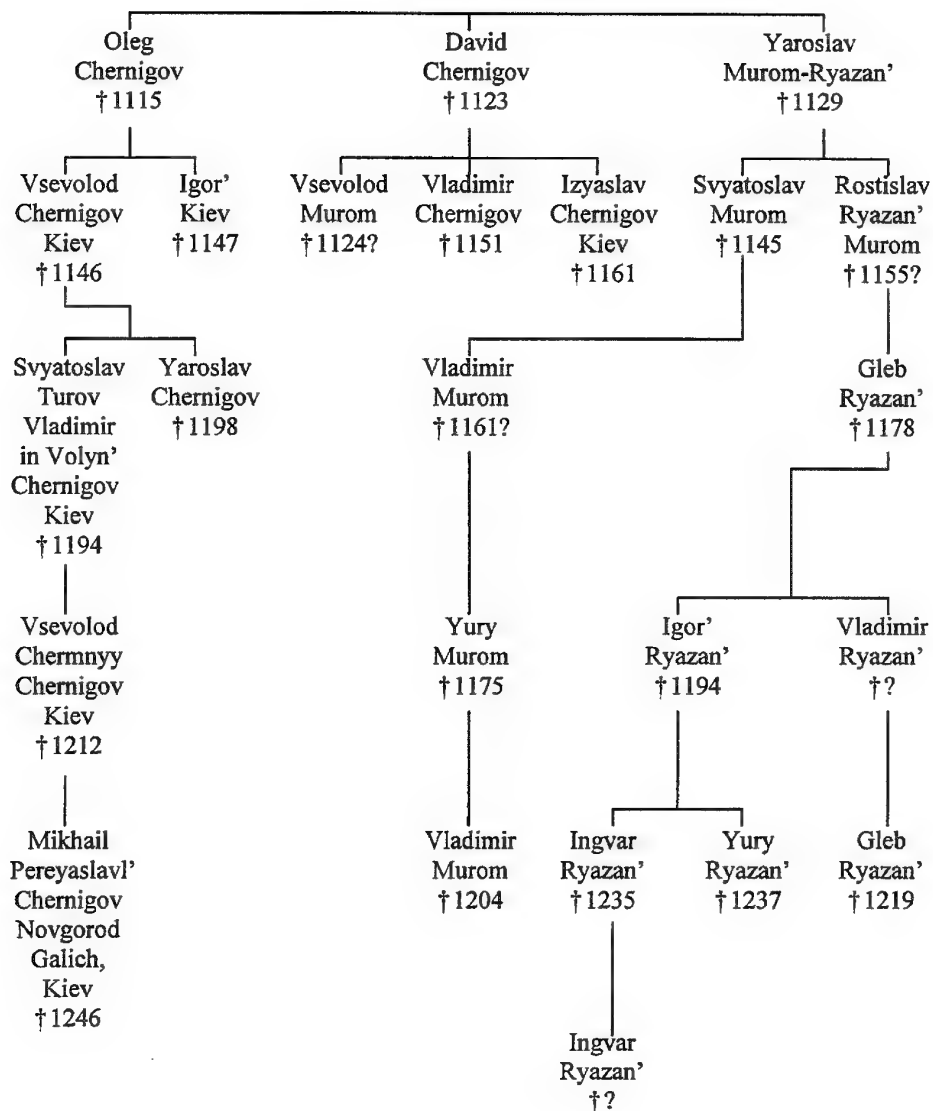 Oleg
Chernigov
†1115
David
Chernigov
†1123
Yaroslav
Murom-Ryazan’
†1129
Vsevolod
Chernigov
Kiev
†1146
Igor’
Kiev
†1147
Vsevolod
Murom
†1124?
Vladimir
Chernigov
†1151
Izyaslav
Chernigov
Kiev
†1161
Svyatoslav
Murom
†1145
Rostislav
Ryazan’
Murom
†1155?
Svyatoslav
Turov
Vladimir
in Volyn’
Chernigov
Kiev
†1194
Yaroslav
Chernigov
†1198
Vladimir
Murom
†1161?
Gleb
Ryazan’
†1178
Vsevolod
Chermnyy
Chernigov
Kiev
†1212
Yury
Murom
†1175
Igor’
Ryazan’
†1194
Vladimir
Ryazan’
†?
Mikhail
Pereyaslavl’
Chernigov
Novgorod
Galich,
Kiev
†1246
Vladimir
Murom
†1204
Ingvar
Ryazan’
†1235
Yury
Ryazan’
†1237
Gleb
Ryazan’
†1219
Ingvar
Ryazan’
†?